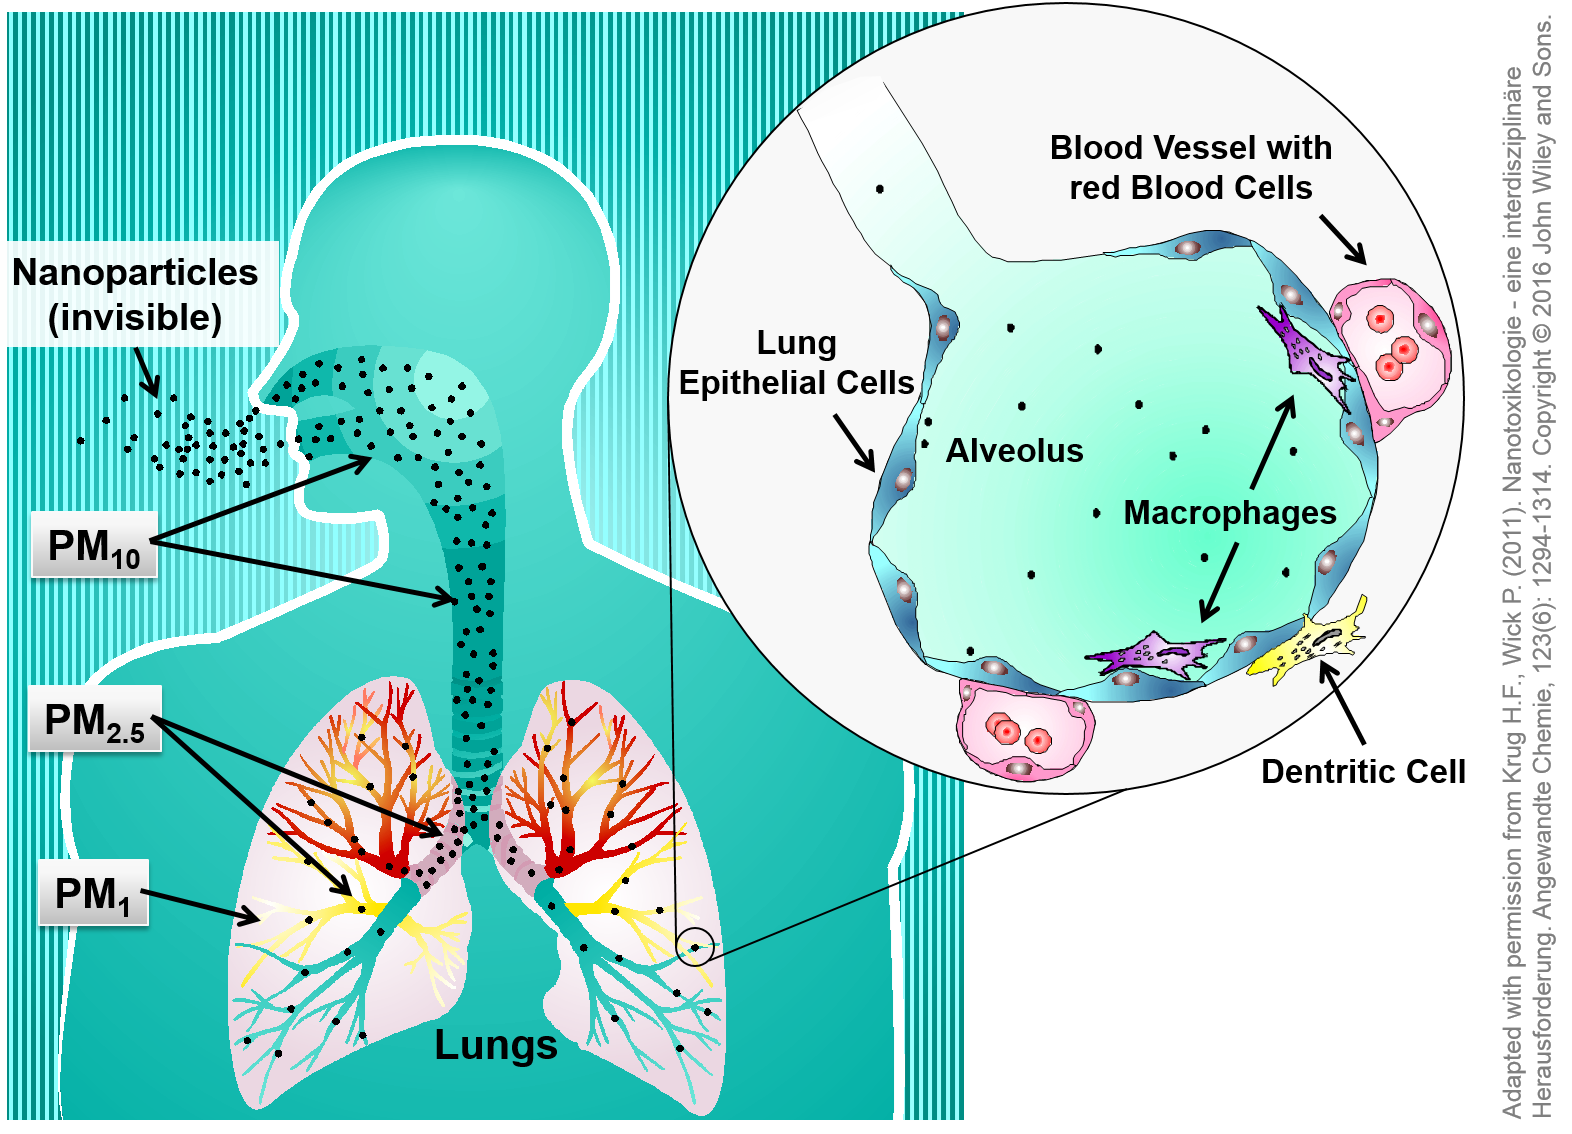 Nanoparticles
(invisible)
PM10
PM2.5
PM1
Lungs
Blood Vessel with
red Blood Cells
Lung
Epithelial Cells
Alveolus
Macrophages
Dentritic Cell
Adapted with permission from Krug H.F., Wick P. (2011). Nanotoxikologie - eine interdisziplinäre
Herausforderung. Angewandte Chemie, 123(6): 1294-1314. Copyright © 2016 John Wiley and Sons.